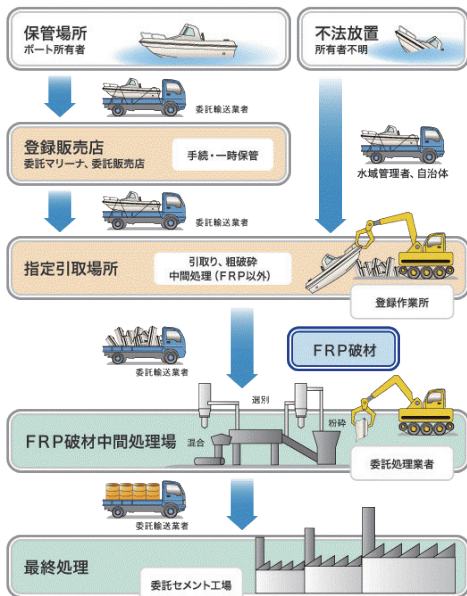 保管場所
ボート所有者
不法放置
所有者不明
委託輸送業者
登録販売店
委託マリーナ、委託販売店
手続・一時保管
水域管理者、自治体
委託輸送業者
指定引取場所
引取り、粗破砕
中間処理(FRP以外)
登録作業所
FRP破材
委託輸送業者
選別
粉砕
混合
FRP破材中間処理場
委託処理業者
委託輸送業者
最終処理
委託セメント工場